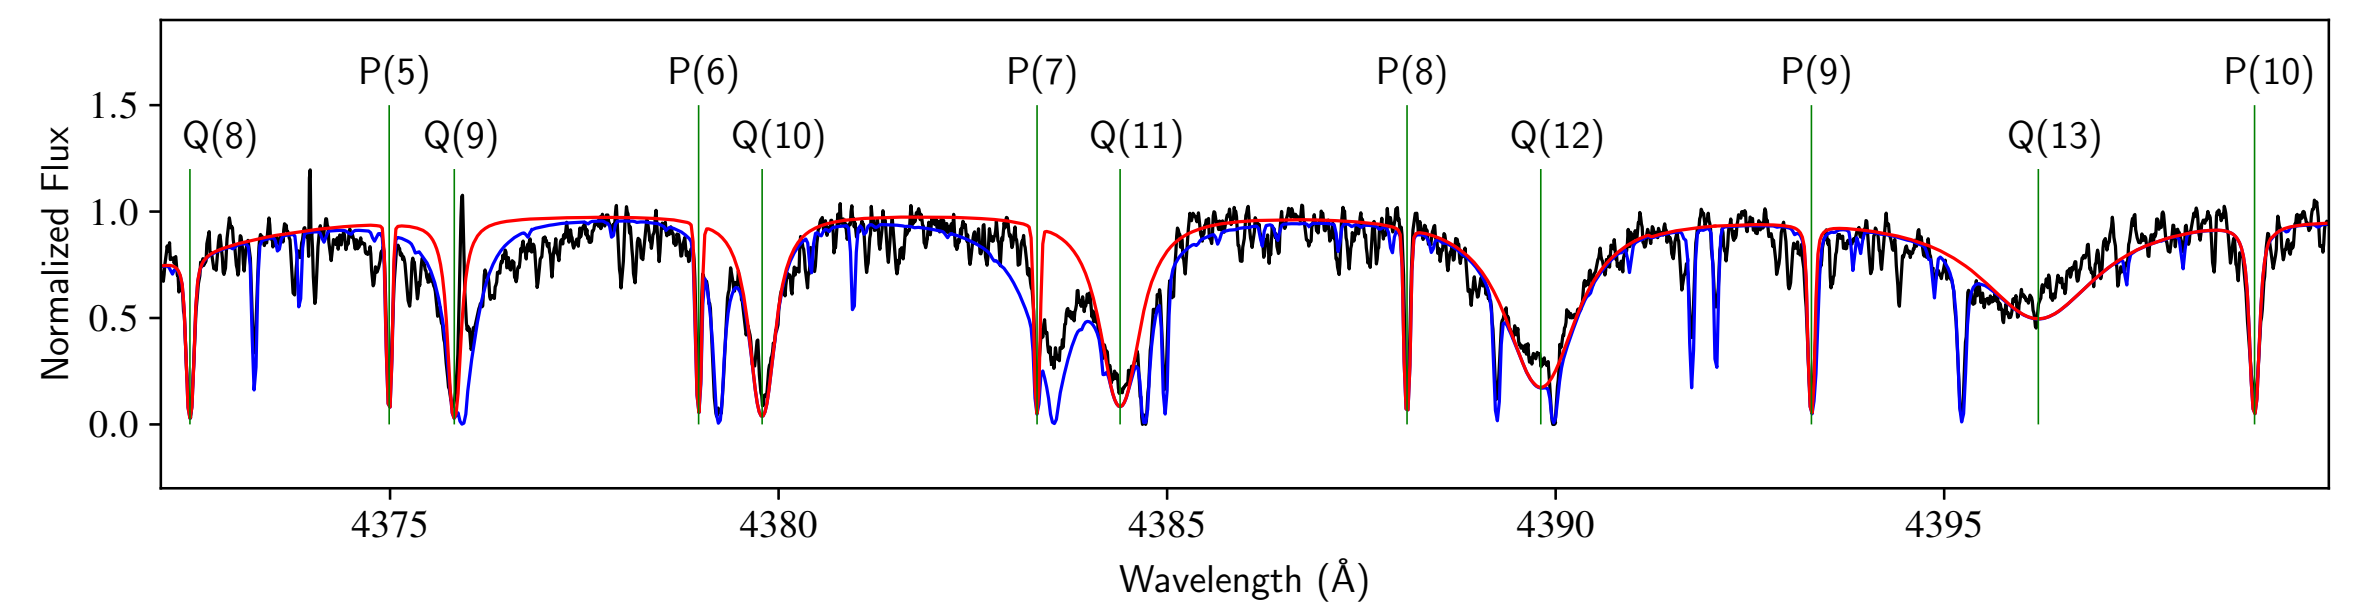 P(5) P(6) P(7) P(8) P(9) P(10)
Q(8) Q(9) Q(10) Q(11) Q(12) Q(13)
Normalized Flux
1.5
1.0
0.5
0.0
4375 4380 4385 4390 4395
Wavelength (Å)